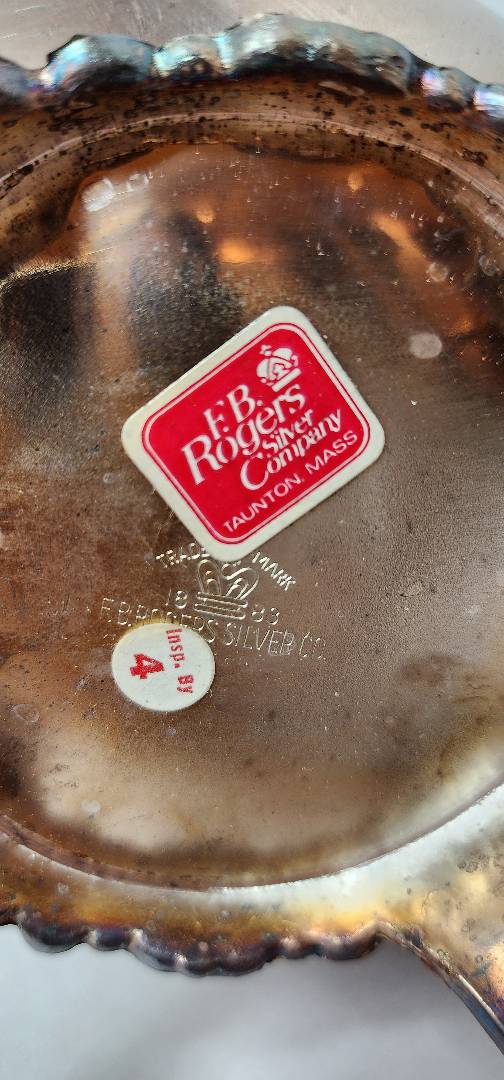 F.B.
Rogers
Silver
Company
TAUNTON, MASS
TRADE MARK
18 83
F.B. ROGERS SILVER CO
Insp. By
4